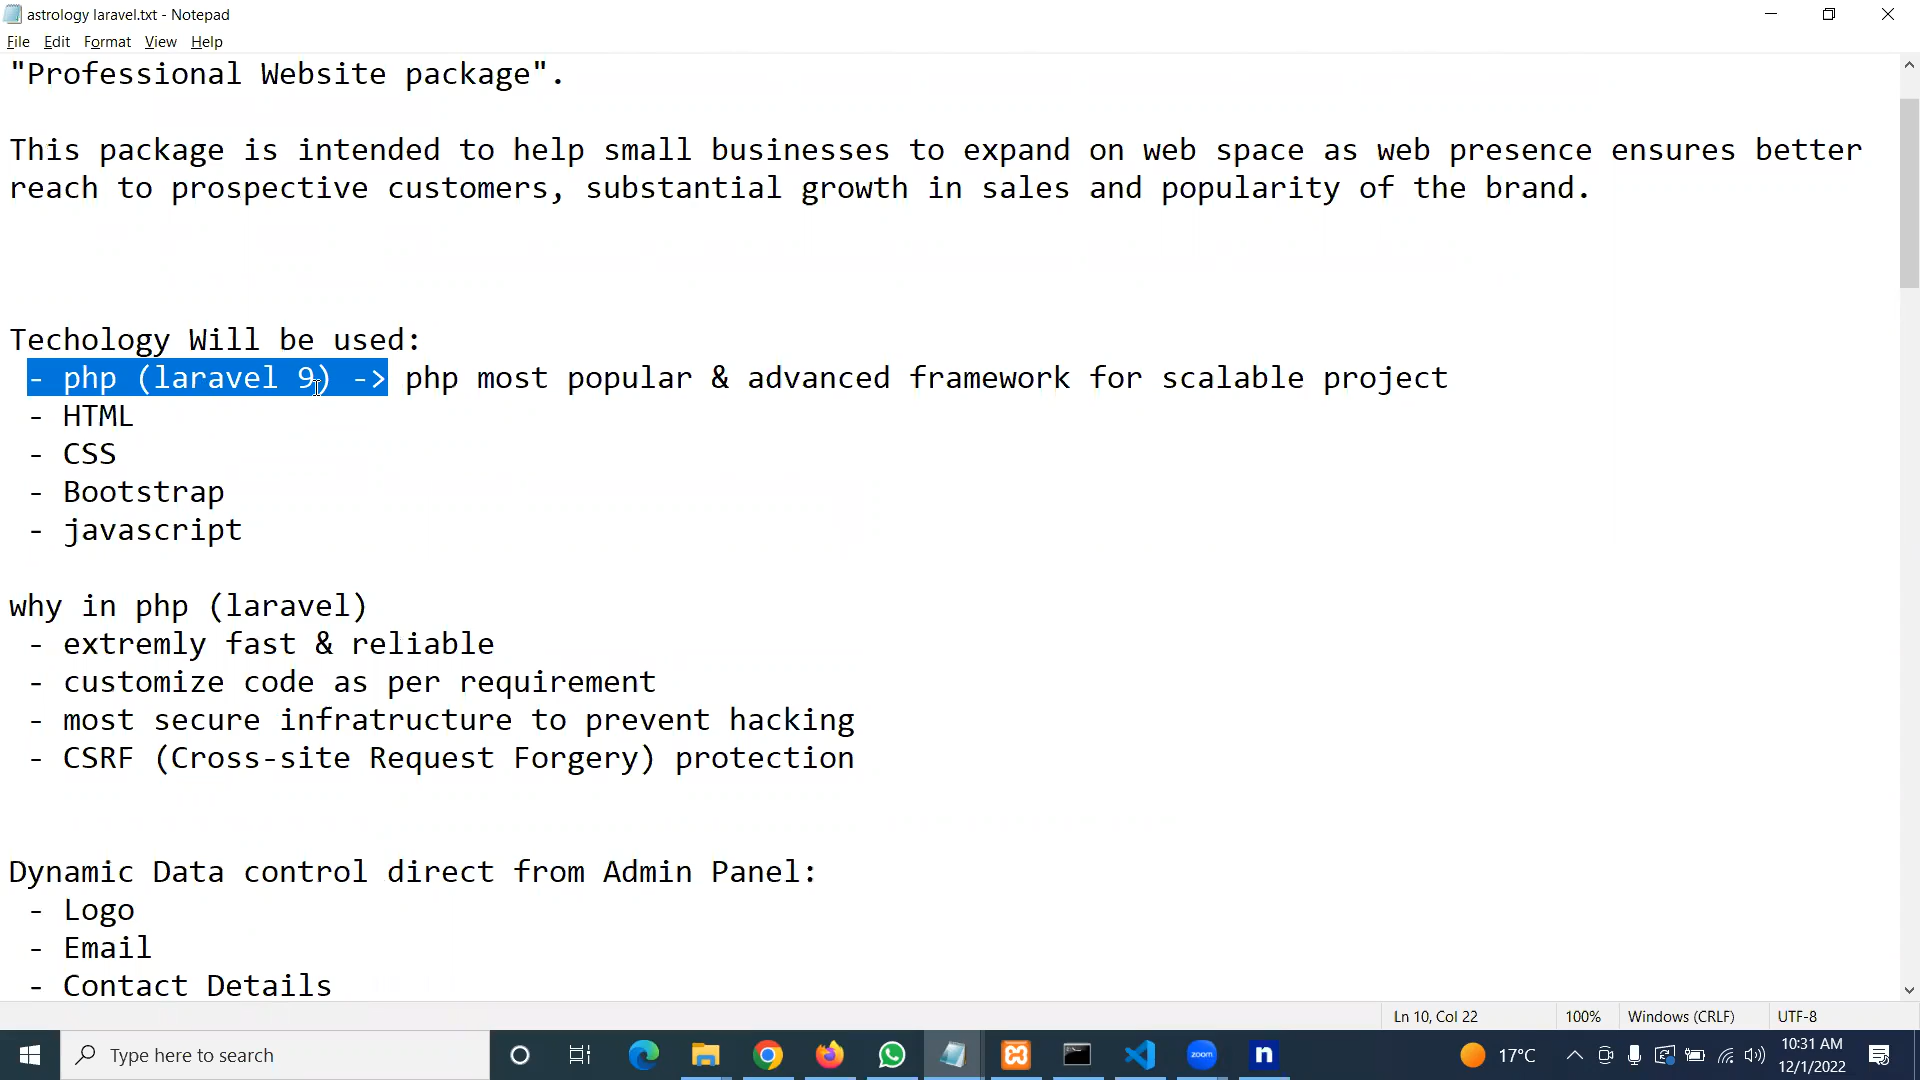 astrology laravel.txt - Notepad
File Edit Format View Help
"Professional Website package".
This package is intended to help small businesses to expand on web space as web presence ensures better
reach to prospective customers, substantial growth in sales and popularity of the brand.
Techology Will be used:
- php (laravel 9) -> php most popular & advanced framework for scalable project
- HTML
- CSS
- Bootstrap
- javascript
why in php (laravel)
- extremly fast & reliable
- customize code as per requirement
- most secure infratructure to prevent hacking
- CSRF (Cross-site Request Forgery) protection
Dynamic Data control direct from Admin Panel:
- Logo
- Email
- Contact Details
Ln 10, Col 22 100% Windows (CRLF) UTF-8
Type here to search zoom n 17°C 10:31 AM
12/1/2022